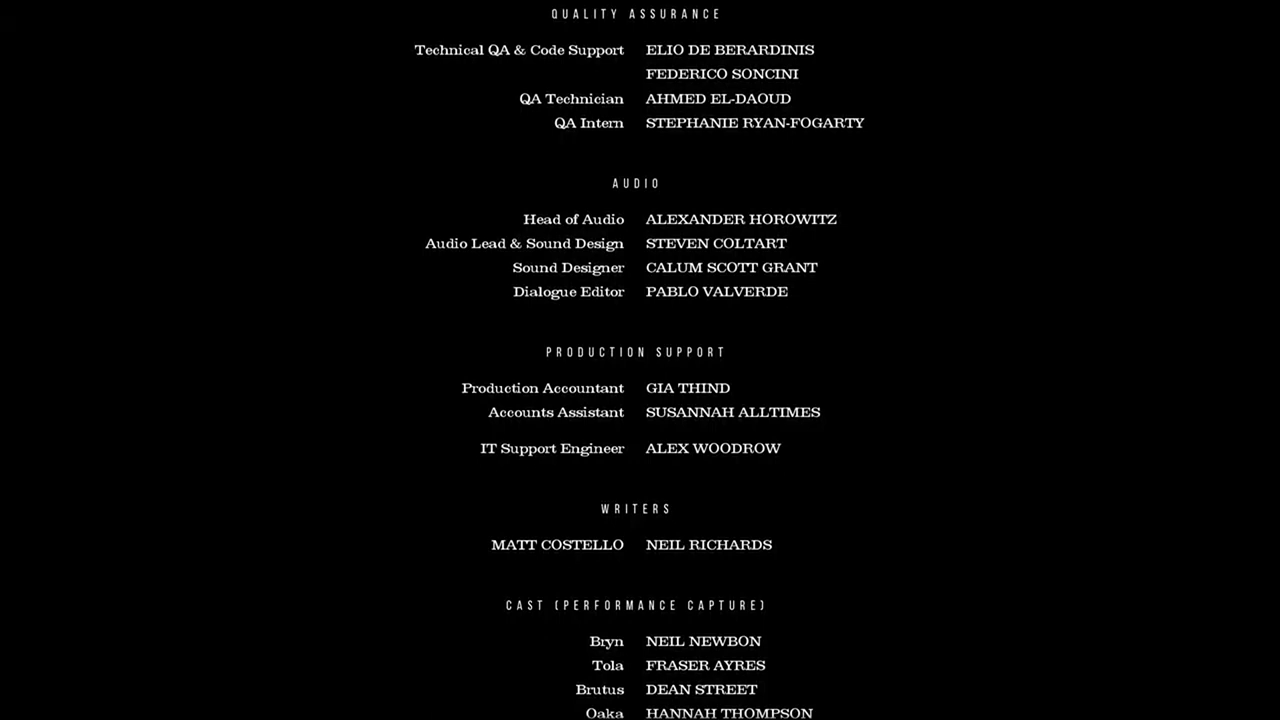 QUALITY ASSURANCE
Technical QA & Code Support ELIO DE BERARDINIS
FEDERICO SONCINI
QA Technician AHMED EL-DAOUD
QA Intern STEPHANIE RYAN-FOGARTY
AUDIO
Head of Audio ALEXANDER HOROWITZ
Audio Lead & Sound Design STEVEN COLTART
Sound Designer CALUM SCOTT GRANT
Dialogue Editor PABLO VALVERDE
PRODUCTION SUPPORT
Production Accountant GIA THIND
Accounts Assistant SUSANNAH ALLTIMES
IT Support Engineer ALEX WOODROW
WRITERS
MATT COSTELLO NEIL RICHARDS
CAST (PERFORMANCE CAPTURE)
Bryn NEIL NEWBON
Tola FRASER AYRES
Brutus DEAN STREET
Oaka HANNAH THOMPSON